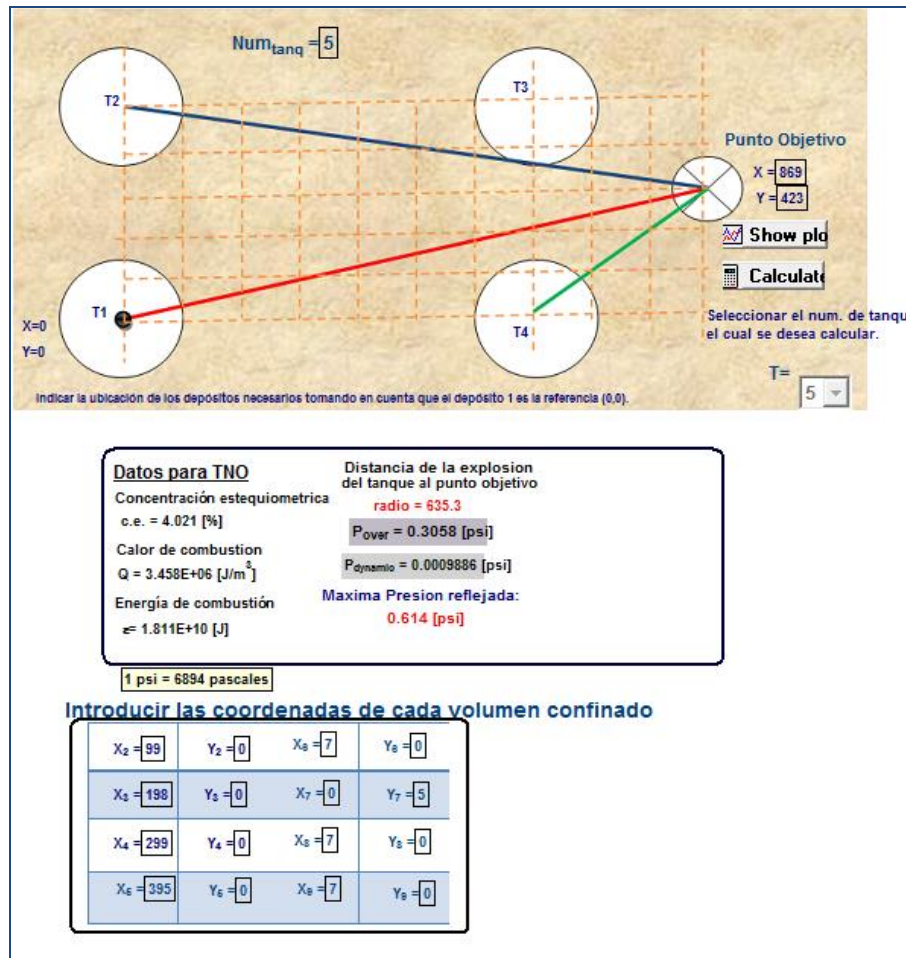 Num_tanq = 5
T2
T3
Punto Objetivo
X = 869
Y = 423
Show plo
Calculate
T1
T4
X=0
Y=0
Seleccionar el num. de tanqu
el cual se desea calcular.
T=
5
Indicar la ubicación de los depósitos necesarios tomando en cuenta que el depósito 1 es la referencia (0,0).
Datos para TNO
Concentración estequiometrica
c.e. = 4.021 [%]
Calor de combustion
Q = 3.458E+06 [J/m³]
Energía de combustión
= 1.811E+10 [J]
Distancia de la explosion
del tanque al punto objetivo
radio = 635.3
P_over = 0.3058 [psi]
P_dynamic = 0.0009886 [psi]
Maxima Presion reflejada:
0.614 [psi]
1 psi = 6894 pascales
Introducir las coordenadas de cada volumen confinado
X₂ = 99 Y₂ = 0 X₆ = 7 Y₆ = 0
X₃ = 198 Y₃ = 0 X₇ = 0 Y₇ = 5
X₄ = 299 Y₄ = 0 X₈ = 7 Y₈ = 0
X₅ = 395 Y₅ = 0 X₉ = 7 Y₉ = 0